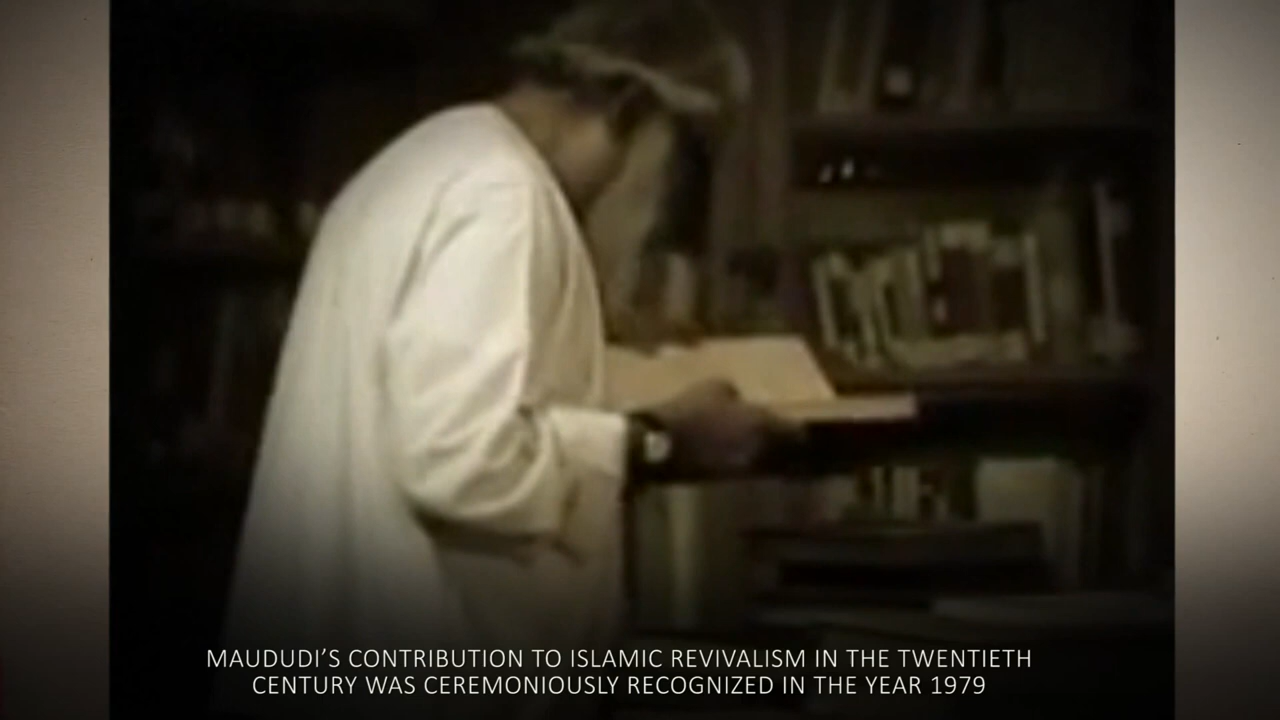 MAUDUDI’S CONTRIBUTION TO ISLAMIC REVIVALISM IN THE TWENTIETH
CENTURY WAS CEREMONIOUSLY RECOGNIZED IN THE YEAR 1979